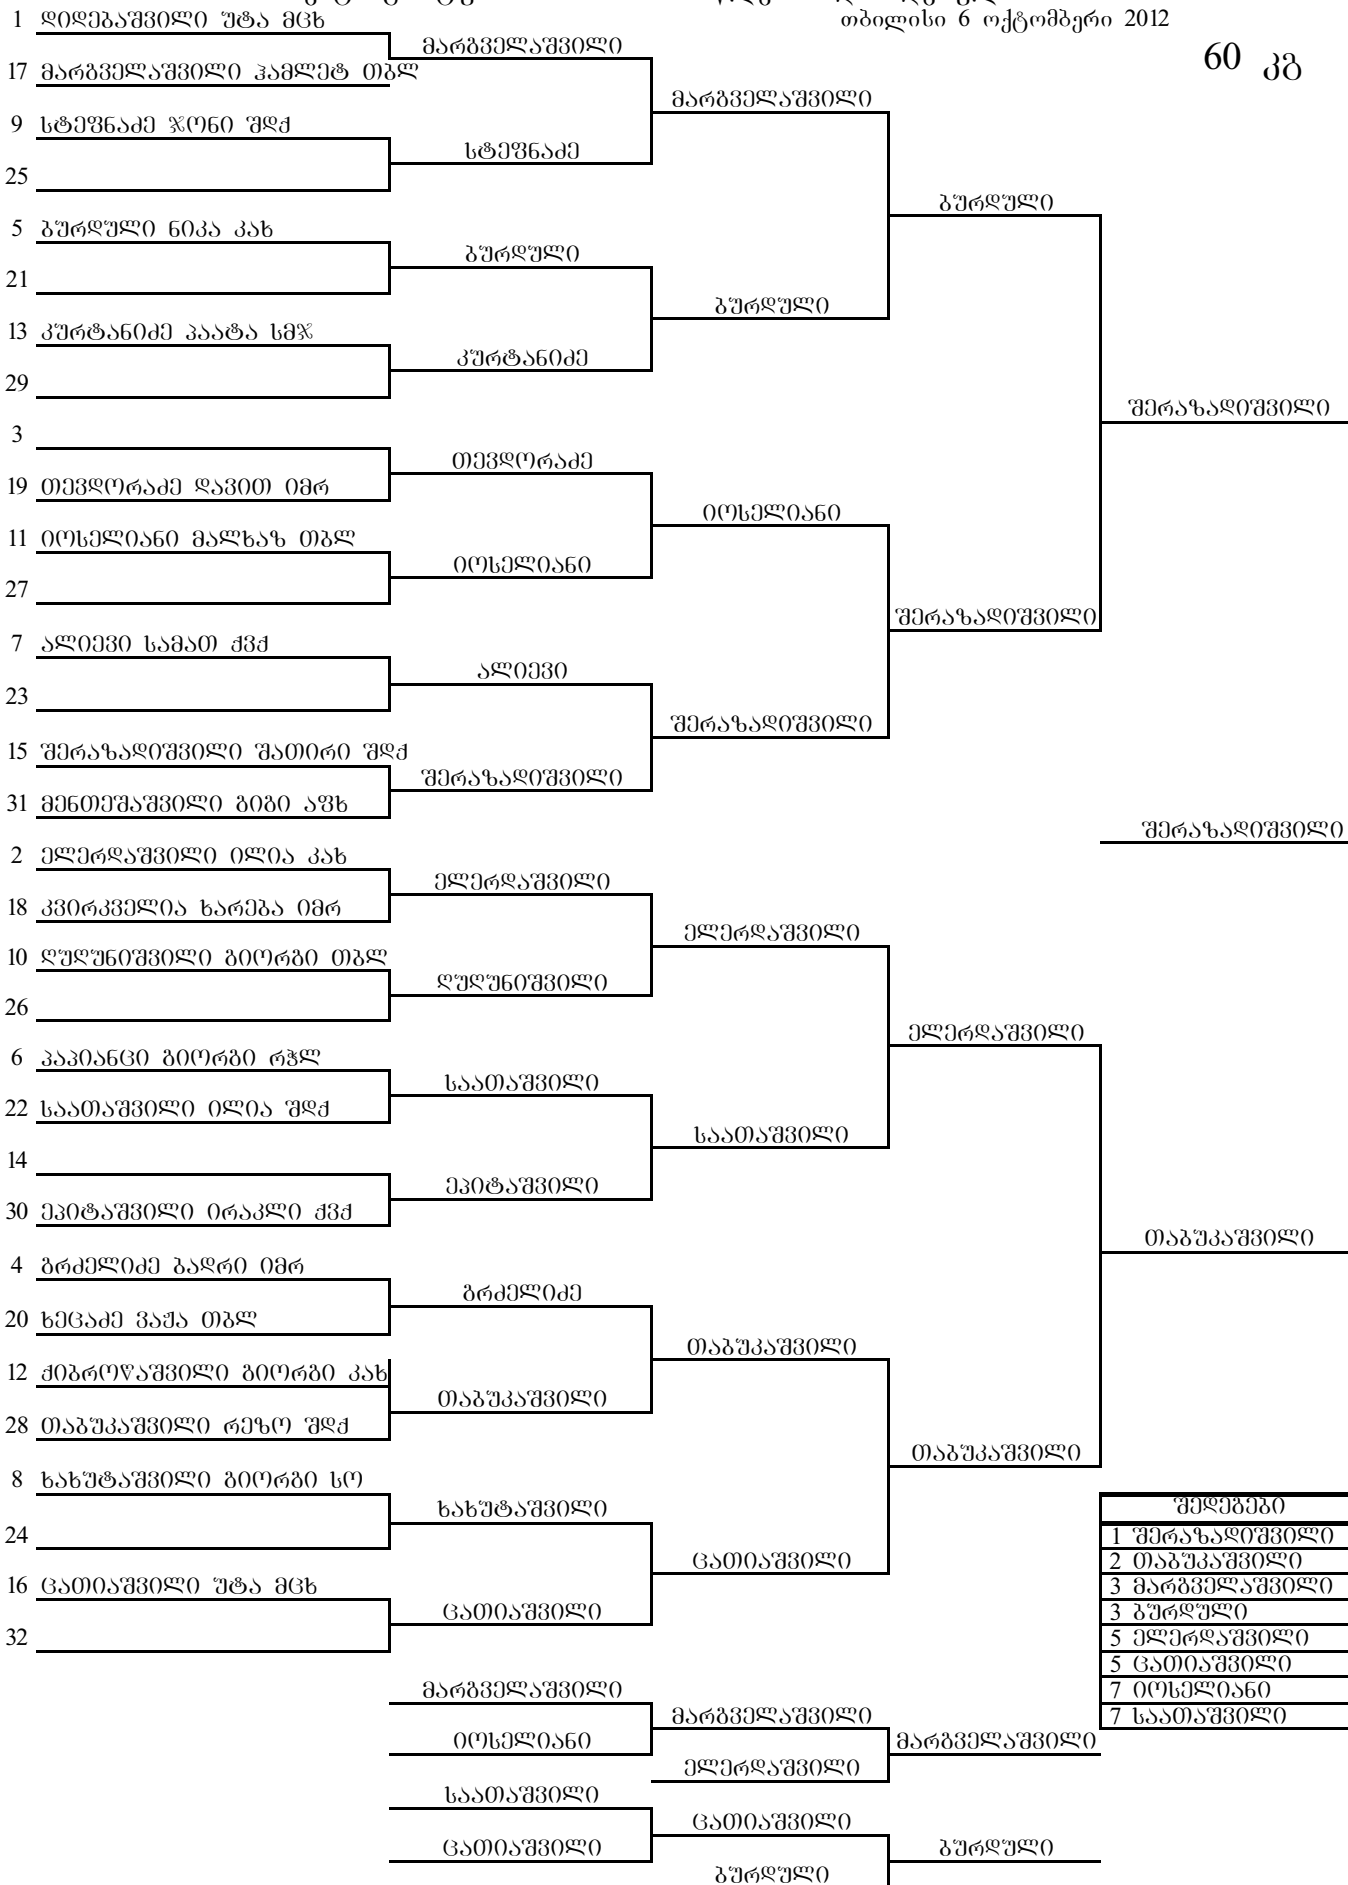 თბილისი 6 ოქტომბერი 2012
60 კგ
1 დიდებაშვილი უტა მცხ
მარგველაშვილი
17 მარგველაშვილი ჰამლეტ თბლ
მარგველაშვილი
9 სტეფნაძე ჯონი შდქ
სტეფნაძე
25
ბურდული
5 ბურდული ნიკა კახ
ბურდული
21
ბურდული
13 კურტანიძე პაატა სმჯ
კურტანიძე
29
შერაზადიშვილი
3
თევდორაძე
19 თევდორაძე დავით იმრ
იოსელიანი
11 იოსელიანი მალხაზ თბლ
იოსელიანი
27
შერაზადიშვილი
7 ალიევი სამათ ქვქ
ალიევი
23
შერაზადიშვილი
15 შერაზადიშვილი შათირი შდქ
შერაზადიშვილი
31 მენთეშაშვილი გიგი აფხ
შერაზადიშვილი
2 ელერდაშვილი ილია კახ
ელერდაშვილი
18 კვირკველია ხარება იმრ
ელერდაშვილი
10 ღუღუნიშვილი გიორგი თბლ
ღუღუნიშვილი
26
ელერდაშვილი
6 პაპიანცი გიორგი რჭლ
საათაშვილი
22 საათაშვილი ილია შდქ
საათაშვილი
14
ეპიტაშვილი
30 ეპიტაშვილი ირაკლი ქვქ
თაბუკაშვილი
4 გრძელიძე ბადრი იმრ
გრძელიძე
20 ხეცაძე ვაჟა თბლ
თაბუკაშვილი
12 ქიბროწაშვილი გიორგი კახ
თაბუკაშვილი
28 თაბუკაშვილი რეზო შდქ
თაბუკაშვილი
8 ხახუტაშვილი გიორგი სო
ხახუტაშვილი
24
ცათიაშვილი
16 ცათიაშვილი უტა მცხ
ცათიაშვილი
32
შედეგები
1 შერაზადიშვილი
2 თაბუკაშვილი
3 მარგველაშვილი
3 ბურდული
5 ელერდაშვილი
5 ცათიაშვილი
7 იოსელიანი
7 საათაშვილი
მარგველაშვილი
მარგველაშვილი
იოსელიანი
მარგველაშვილი
ელერდაშვილი
საათაშვილი
ცათიაშვილი
ცათიაშვილი
ბურდული
ბურდული